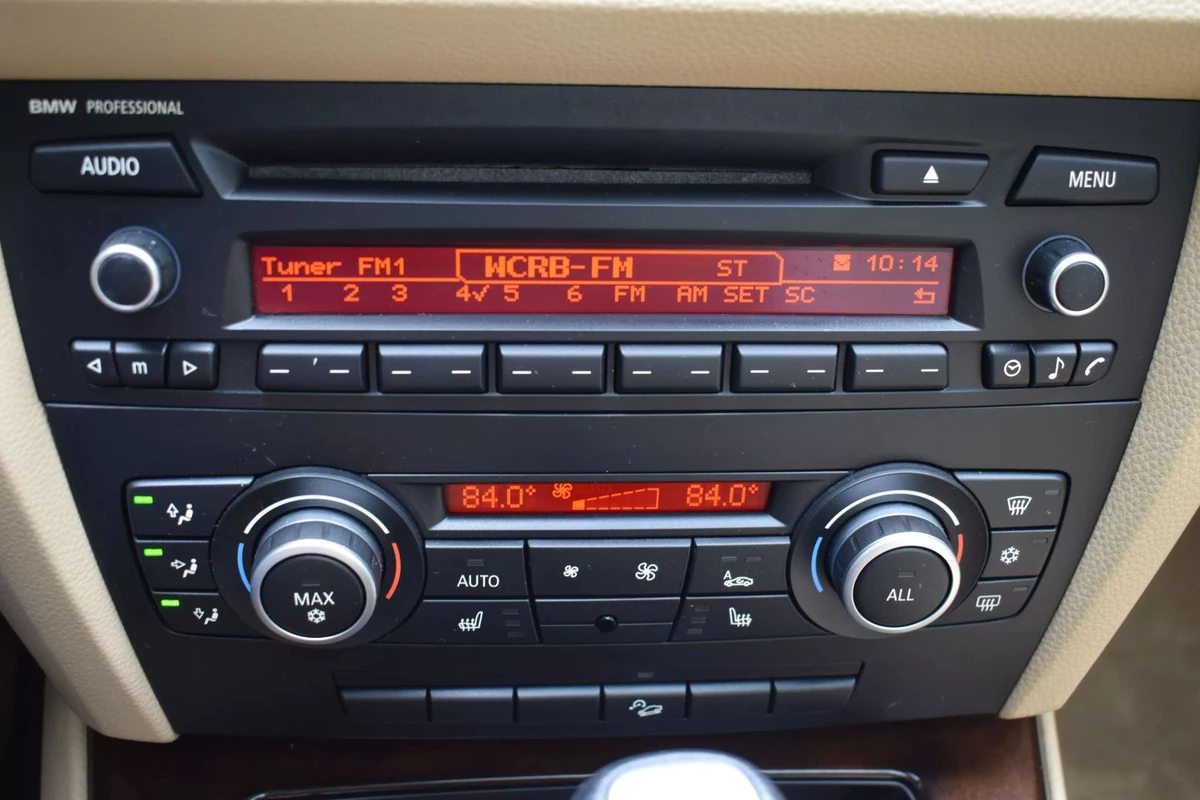 BMW PROFESSIONAL
AUDIO
MENU
Tuner FM1 WCRB-FM ST 10:14
1 2 3 4✓ 5 6 FM AM SET SC
m
84.0° 84.0°
AUTO
A
MAX
ALL